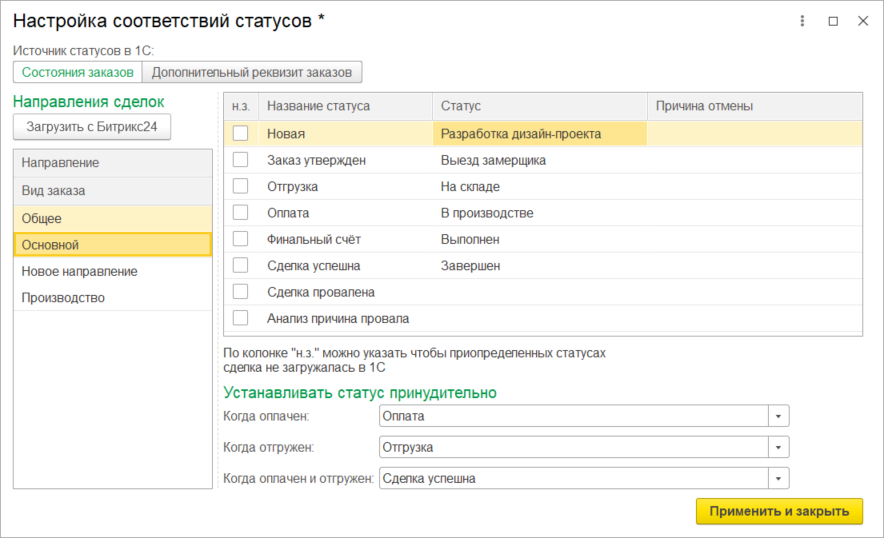 Настройка соответствий статусов *
Источник статусов в 1С:
Состояния заказов Дополнительный реквизит заказов
Направления сделок
Загрузить с Битрикс24
Направление
Вид заказа
Общее
Основной
Новое направление
Производство
н.з. Название статуса Статус Причина отмены
Новая Разработка дизайн-проекта
Заказ утвержден Выезд замерщика
Отгрузка На складе
Оплата В производстве
Финальный счёт Выполнен
Сделка успешна Завершен
Сделка провалена
Анализ причина провала
По колонке "н.з." можно указать чтобы приопределенных статусах
сделка не загружалась в 1С
Устанавливать статус принудительно
Когда оплачен: Оплата
Когда отгружен: Отгрузка
Когда оплачен и отгружен: Сделка успешна
Применить и закрыть